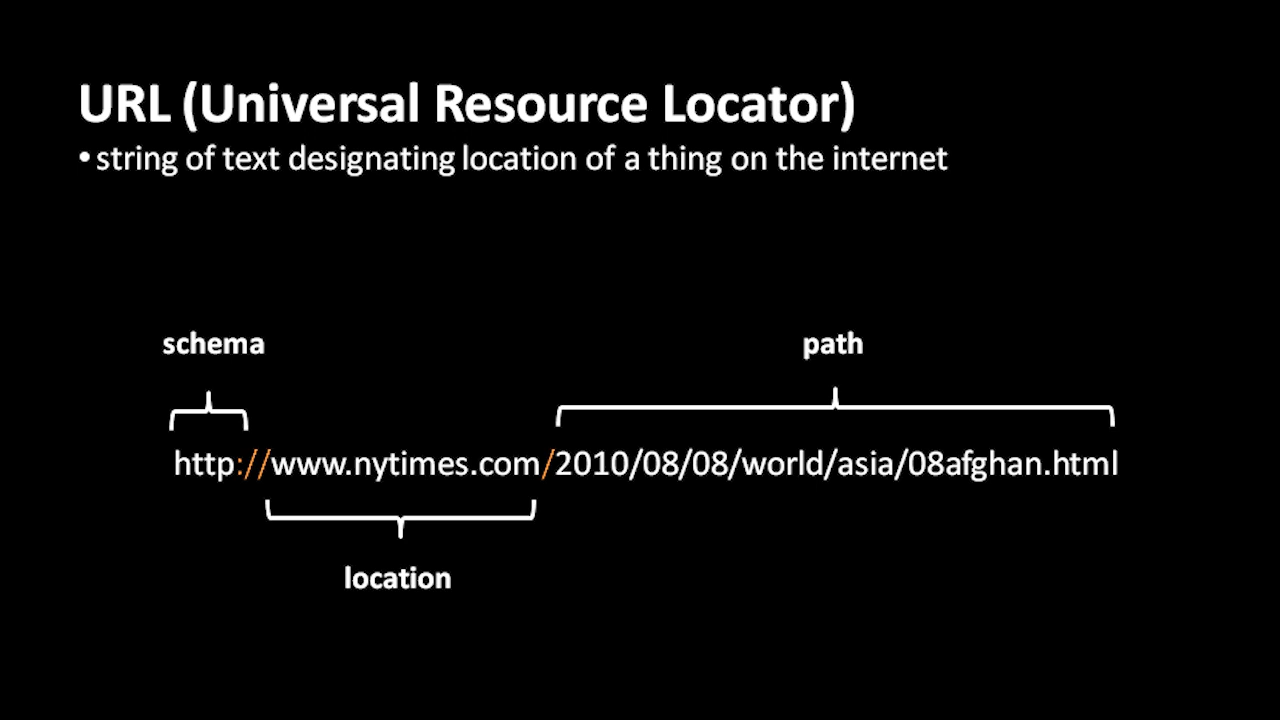 URL (Universal Resource Locator)
• string of text designating location of a thing on the internet
schema
path
http://www.nytimes.com/2010/08/08/world/asia/08afghan.html
location